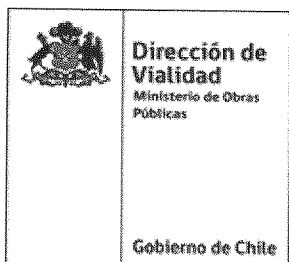 Dirección de
Vialidad
Ministerio de Obras
Públicas
Gobierno de Chile